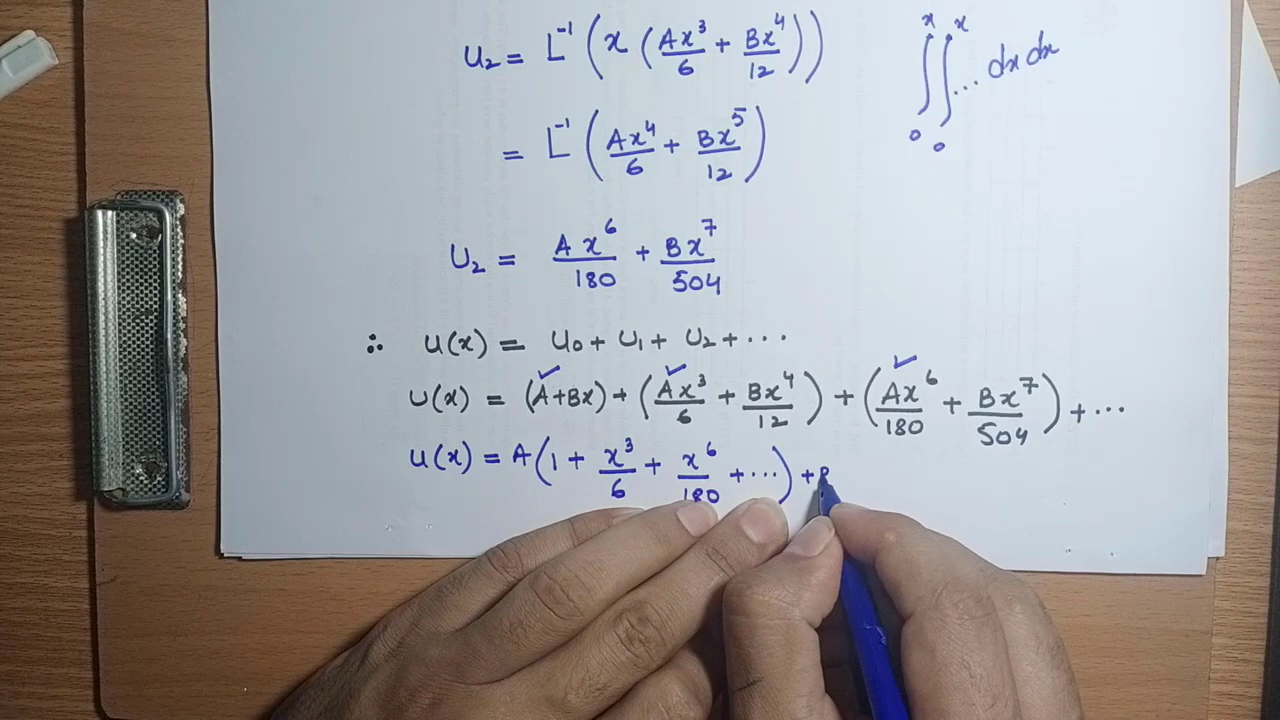 U₂ = L⁻¹ ( x ( Ax³/6 + Bx⁴/12 ) )
∫₀ˣ ∫₀ˣ ... dx dx
= L⁻¹ ( Ax⁴/6 + Bx⁵/12 )
U₂ = Ax⁶/180 + Bx⁷/504
∴ u(x) = U₀ + U₁ + U₂ + ...
U(x) = (A+Bx) + ( Ax³/6 + Bx⁴/12 ) + ( Ax⁶/180 + Bx⁷/504 ) + ...
u(x) = A ( 1 + x³/6 + x⁶/180 + ... ) +